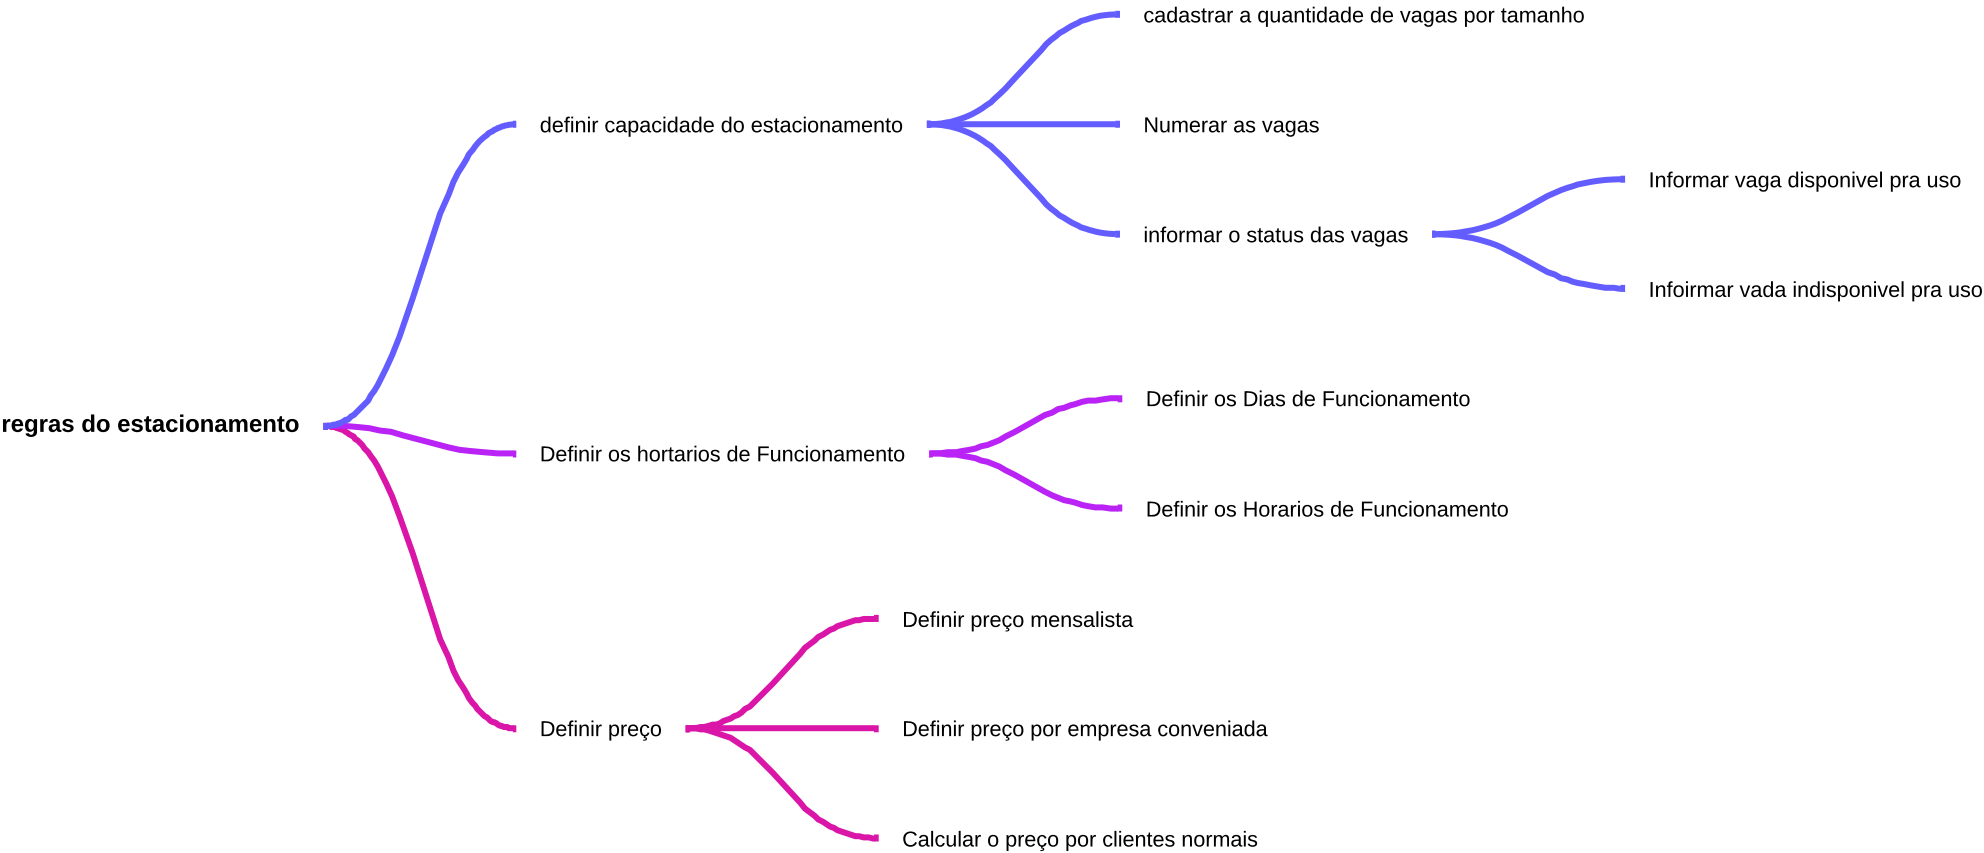 cadastrar a quantidade de vagas por tamanho
definir capacidade do estacionamento
Numerar as vagas
Informar vaga disponivel pra uso
informar o status das vagas
Infoirmar vada indisponivel pra uso
Definir os Dias de Funcionamento
regras do estacionamento
Definir os hortarios de Funcionamento
Definir os Horarios de Funcionamento
Definir preço mensalista
Definir preço
Definir preço por empresa conveniada
Calcular o preço por clientes normais